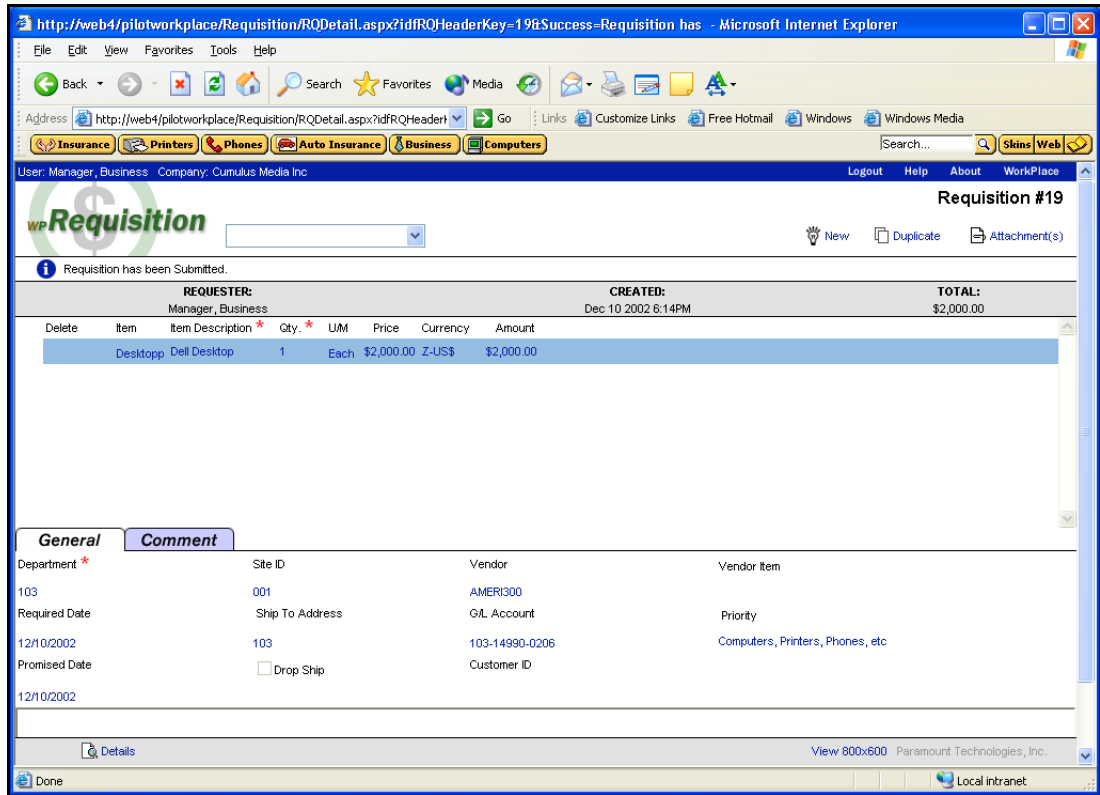 http://web4/pilotworkplace/Requisition/RQDetail.aspx?idfRQHeaderKey=19&Success=Requisition has - Microsoft Internet Explorer
File Edit View Favorites Tools Help
Back Search Favorites Media
Address http://web4/pilotworkplace/Requisition/RQDetail.aspx?idfRQHeaderK Go Links Customize Links Free Hotmail Windows Windows Media
Insurance Printers Phones Auto Insurance Business Computers Search... Skins Web
User: Manager, Business Company: Cumulus Media Inc Logout Help About WorkPlace
Requisition #19
WP Requisition
New Duplicate Attachment(s)
Requisition has been Submitted.
REQUESTER: CREATED: TOTAL:
Manager, Business Dec 10 2002 6:14PM $2,000.00
Delete Item Item Description * Qty. * U/M Price Currency Amount
Desktopp Dell Desktop 1 Each $2,000.00 Z-US$ $2,000.00
General Comment
Department * Site ID Vendor Vendor Item
103 001 AMERI300
Required Date Ship To Address G/L Account Priority
12/10/2002 103 103-14990-0206 Computers, Printers, Phones, etc
Promised Date Drop Ship Customer ID
12/10/2002
Details View 800x600 Paramount Technologies, Inc.
Done Local intranet